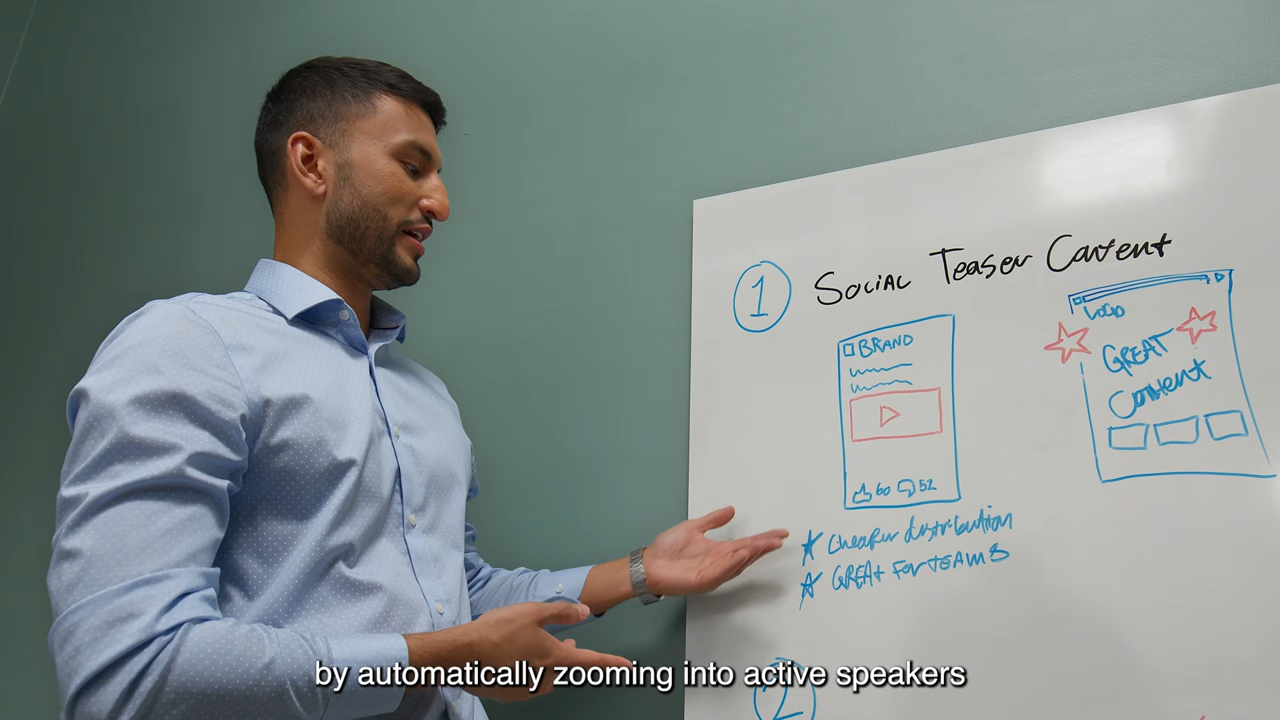 1 Social Teaser Content
BRAND
60 52
LOGO
GREAT
Content
★ Cheaper distribution
★ GREAT FOR TEAMS
2
by automatically zooming into active speakers